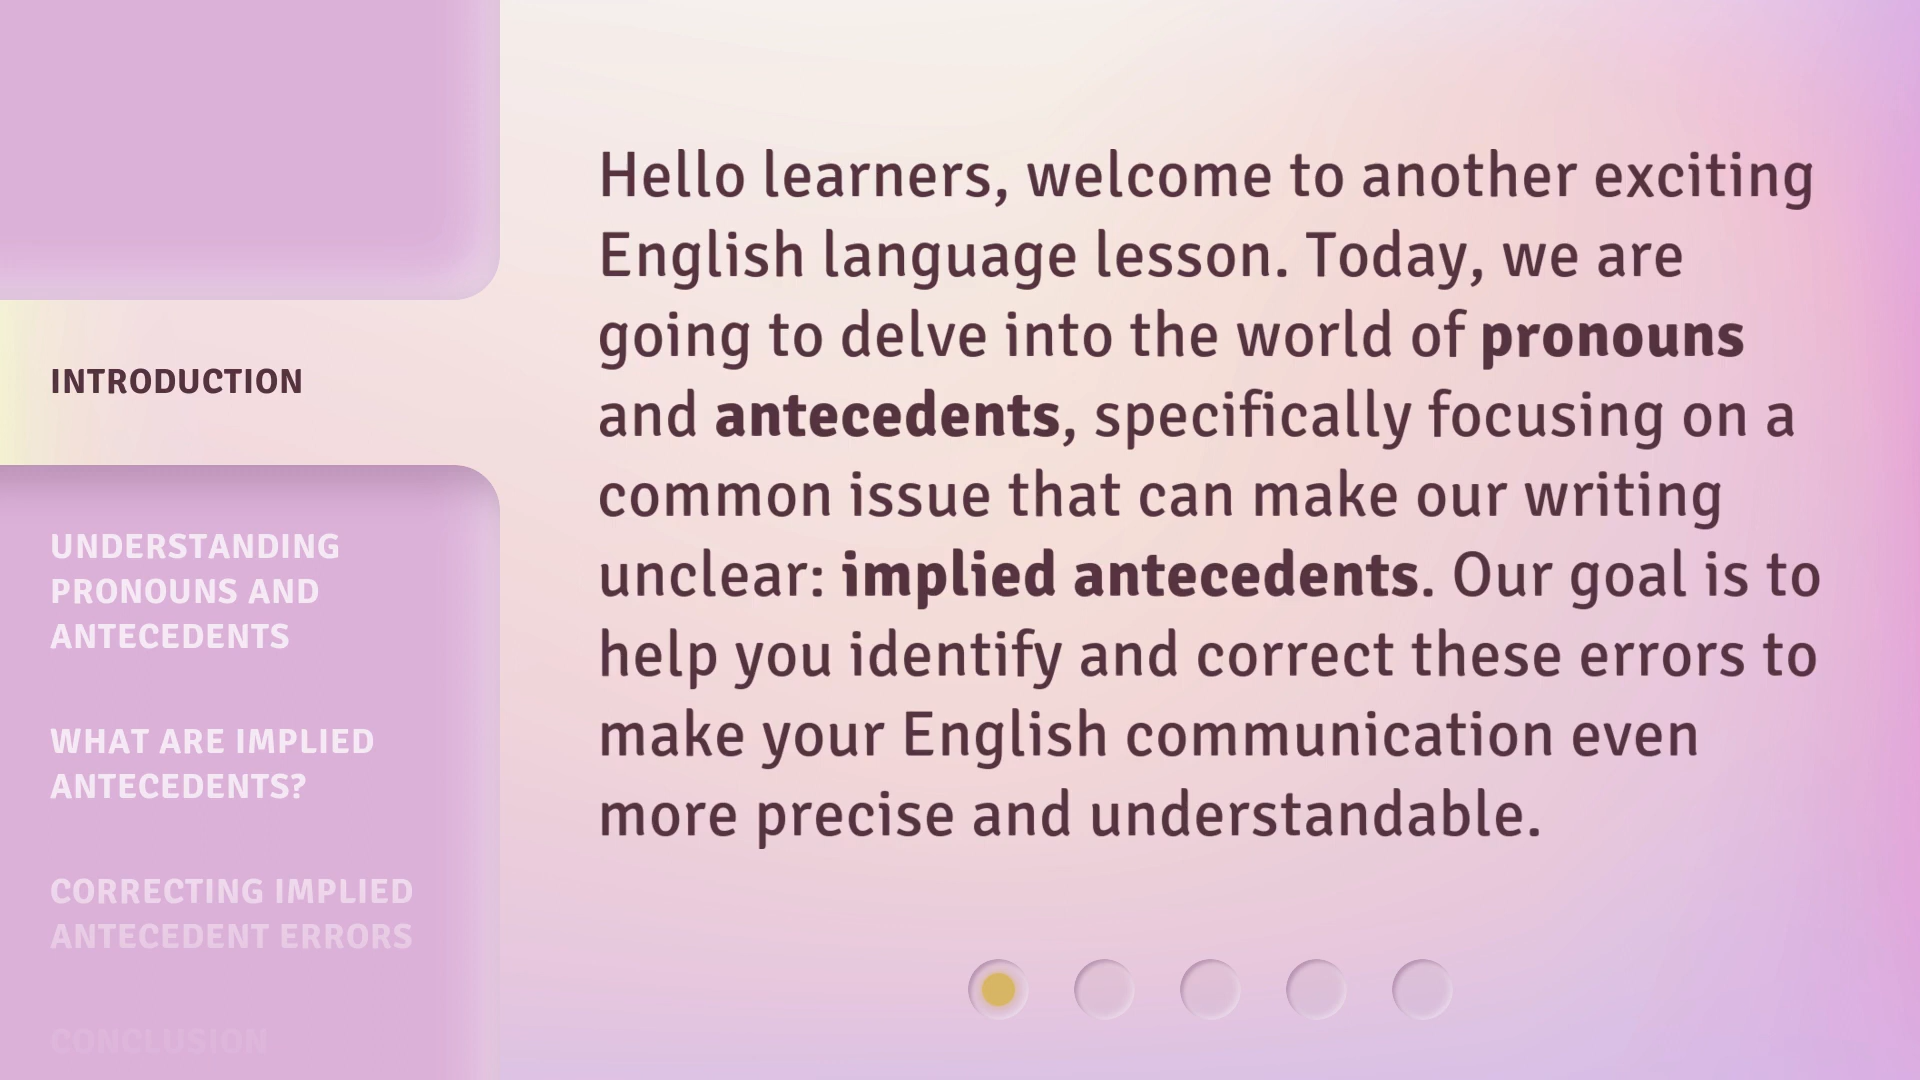 INTRODUCTION
UNDERSTANDING
PRONOUNS AND
ANTECEDENTS
WHAT ARE IMPLIED
ANTECEDENTS?
CORRECTING IMPLIED
ANTECEDENT ERRORS
CONCLUSION
Hello learners, welcome to another exciting
English language lesson. Today, we are
going to delve into the world of pronouns
and antecedents, specifically focusing on a
common issue that can make our writing
unclear: implied antecedents. Our goal is to
help you identify and correct these errors to
make your English communication even
more precise and understandable.